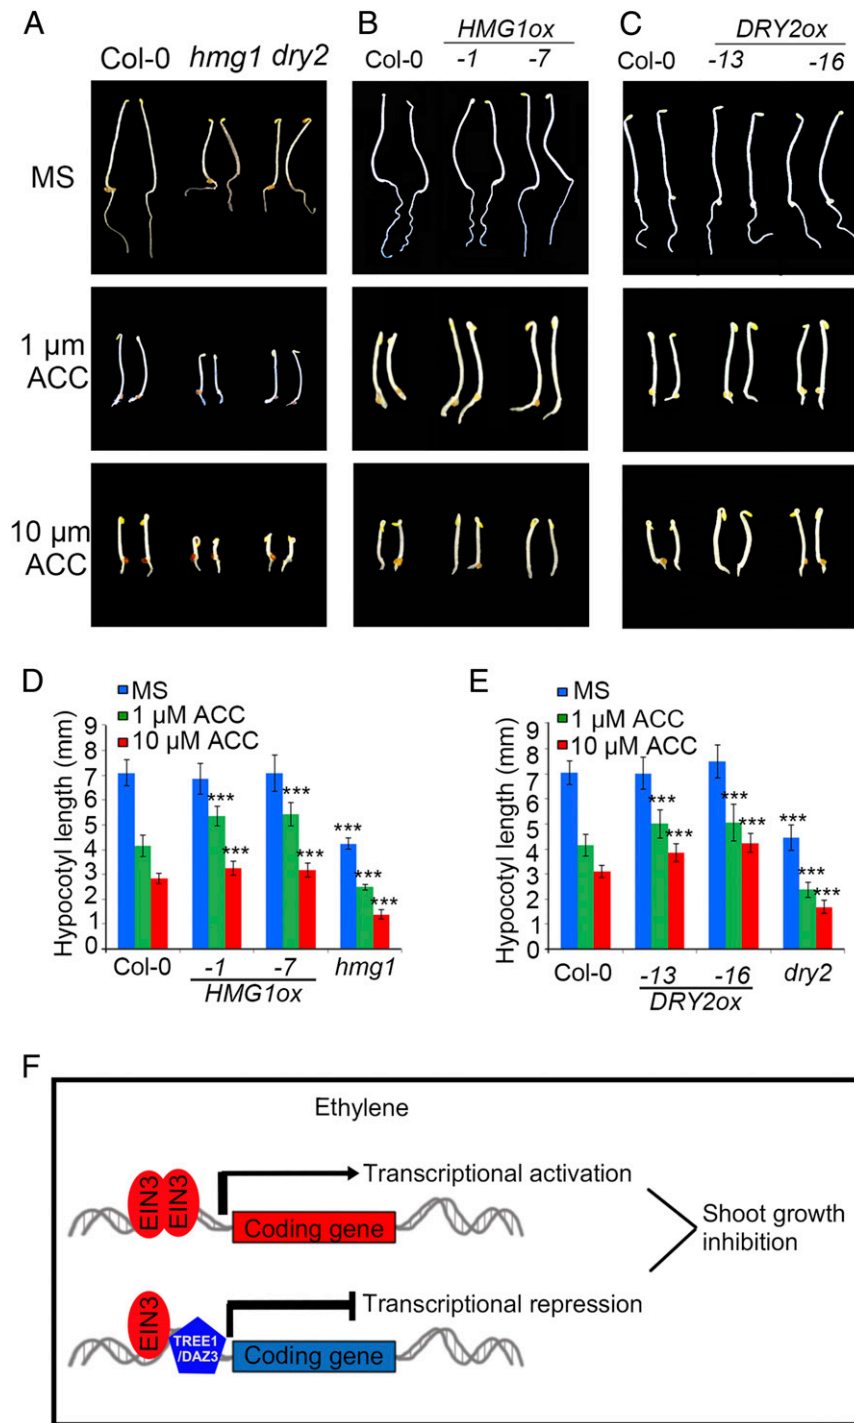 A
Col-0 hmg1 dry2
MS
1 μm
ACC
10 μm
ACC
B
HMG1ox
Col-0 -1 -7
C
DRY2ox
Col-0 -13 -16
D
MS
1 μM ACC
10 μM ACC
Hypocotyl length (mm)
9
8
7
6
5
4
3
2
1
0
***
***
***
***
***
***
***
Col-0 -1 -7 hmg1
HMG1ox
E
MS
1 μM ACC
10 μM ACC
Hypocotyl length (mm)
9
8
7
6
5
4
3
2
1
0
***
***
***
***
***
***
***
Col-0 -13 -16 dry2
DRY2ox
F
Ethylene
EIN3
EIN3
Transcriptional activation
Coding gene
Shoot growth
inhibition
EIN3
TREE1
/DAZ3
Transcriptional repression
Coding gene